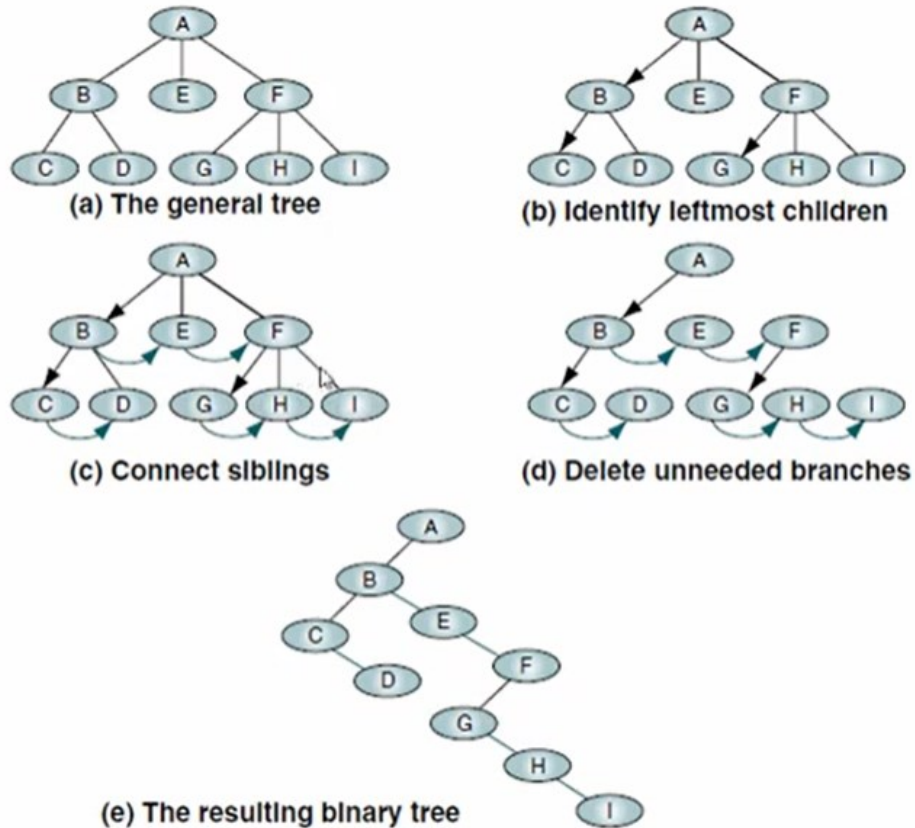 A
B E F
C D G H I
(a) The general tree
A
B E F
C D G H I
(b) Identify leftmost children
A
B E F
C D G H I
(c) Connect siblings
A
B E F
C D G H I
(d) Delete unneeded branches
A
B
E
C
F
D
G
H
I
(e) The resulting binary tree